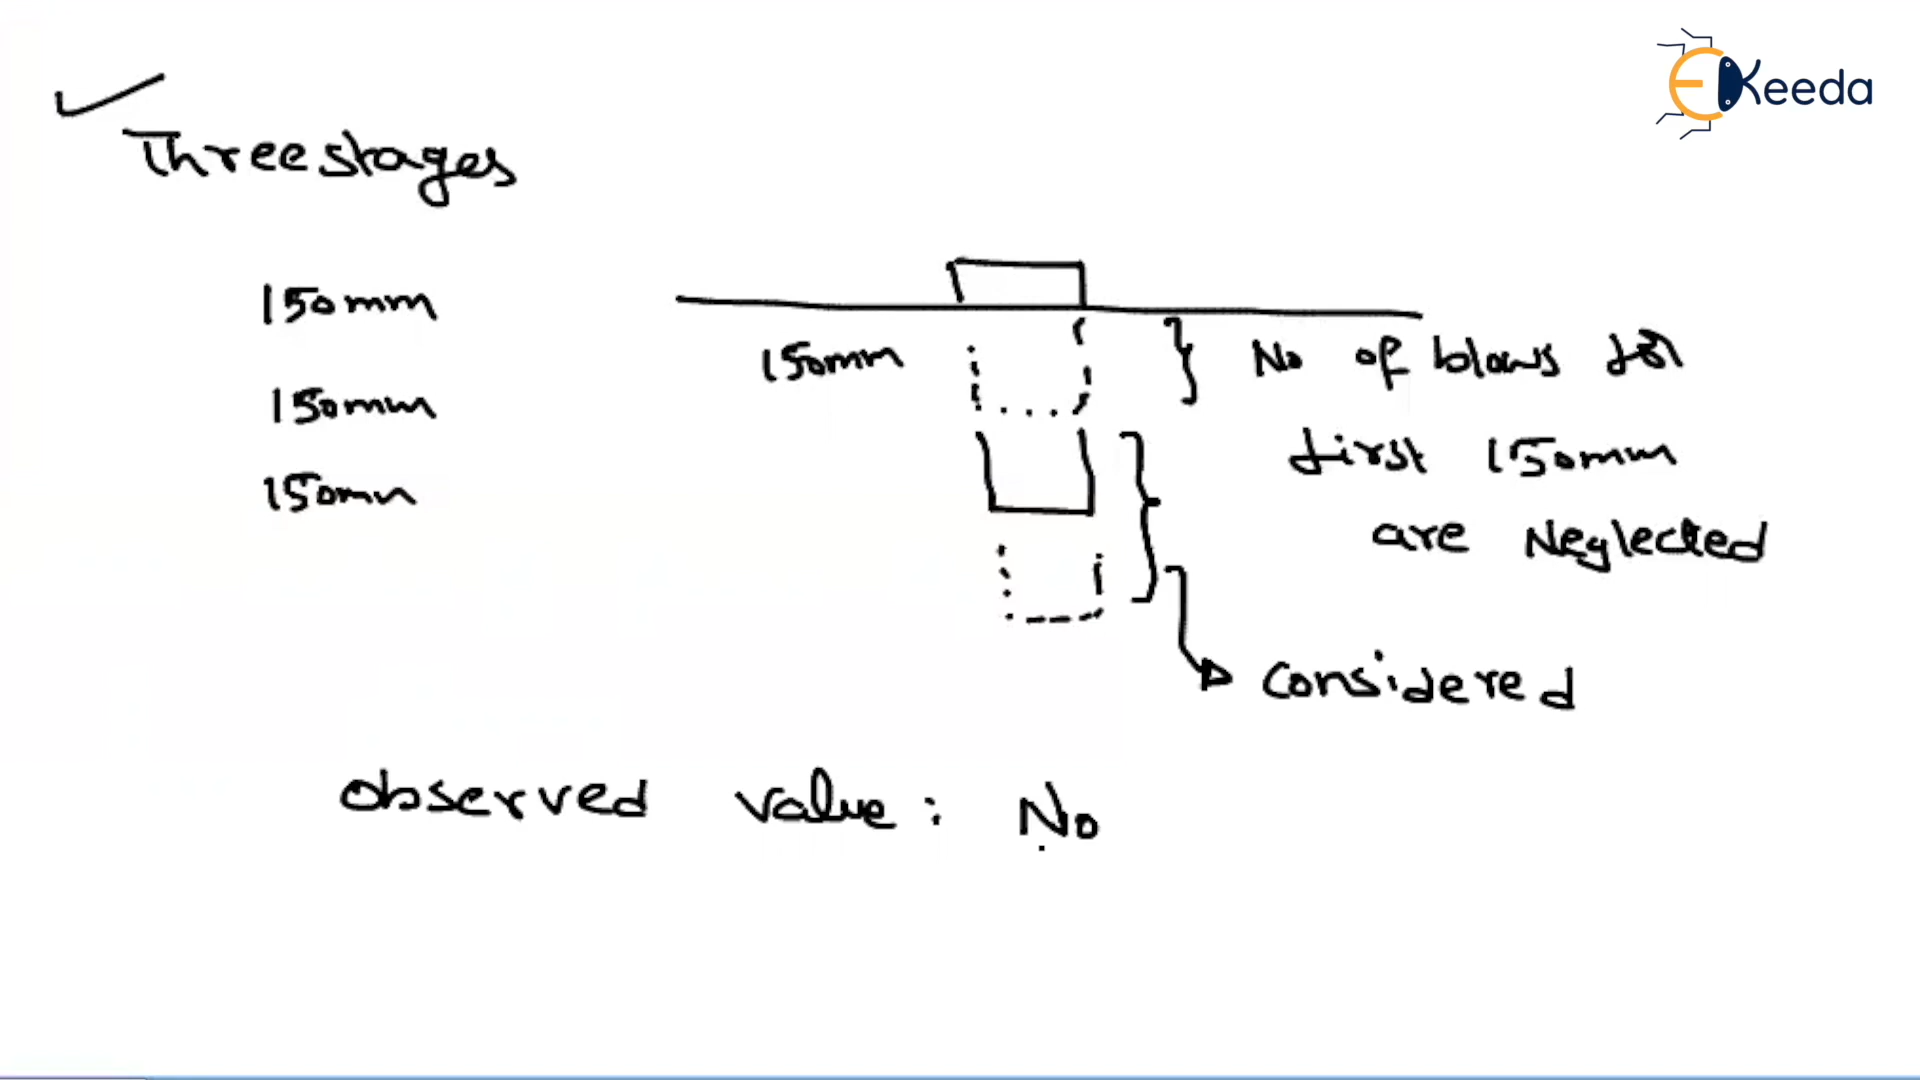 EKeeda
Three stages
150mm
150mm
150mm
150mm
No of blows for
first 150mm
are Neglected
Considered
Observed Value : No